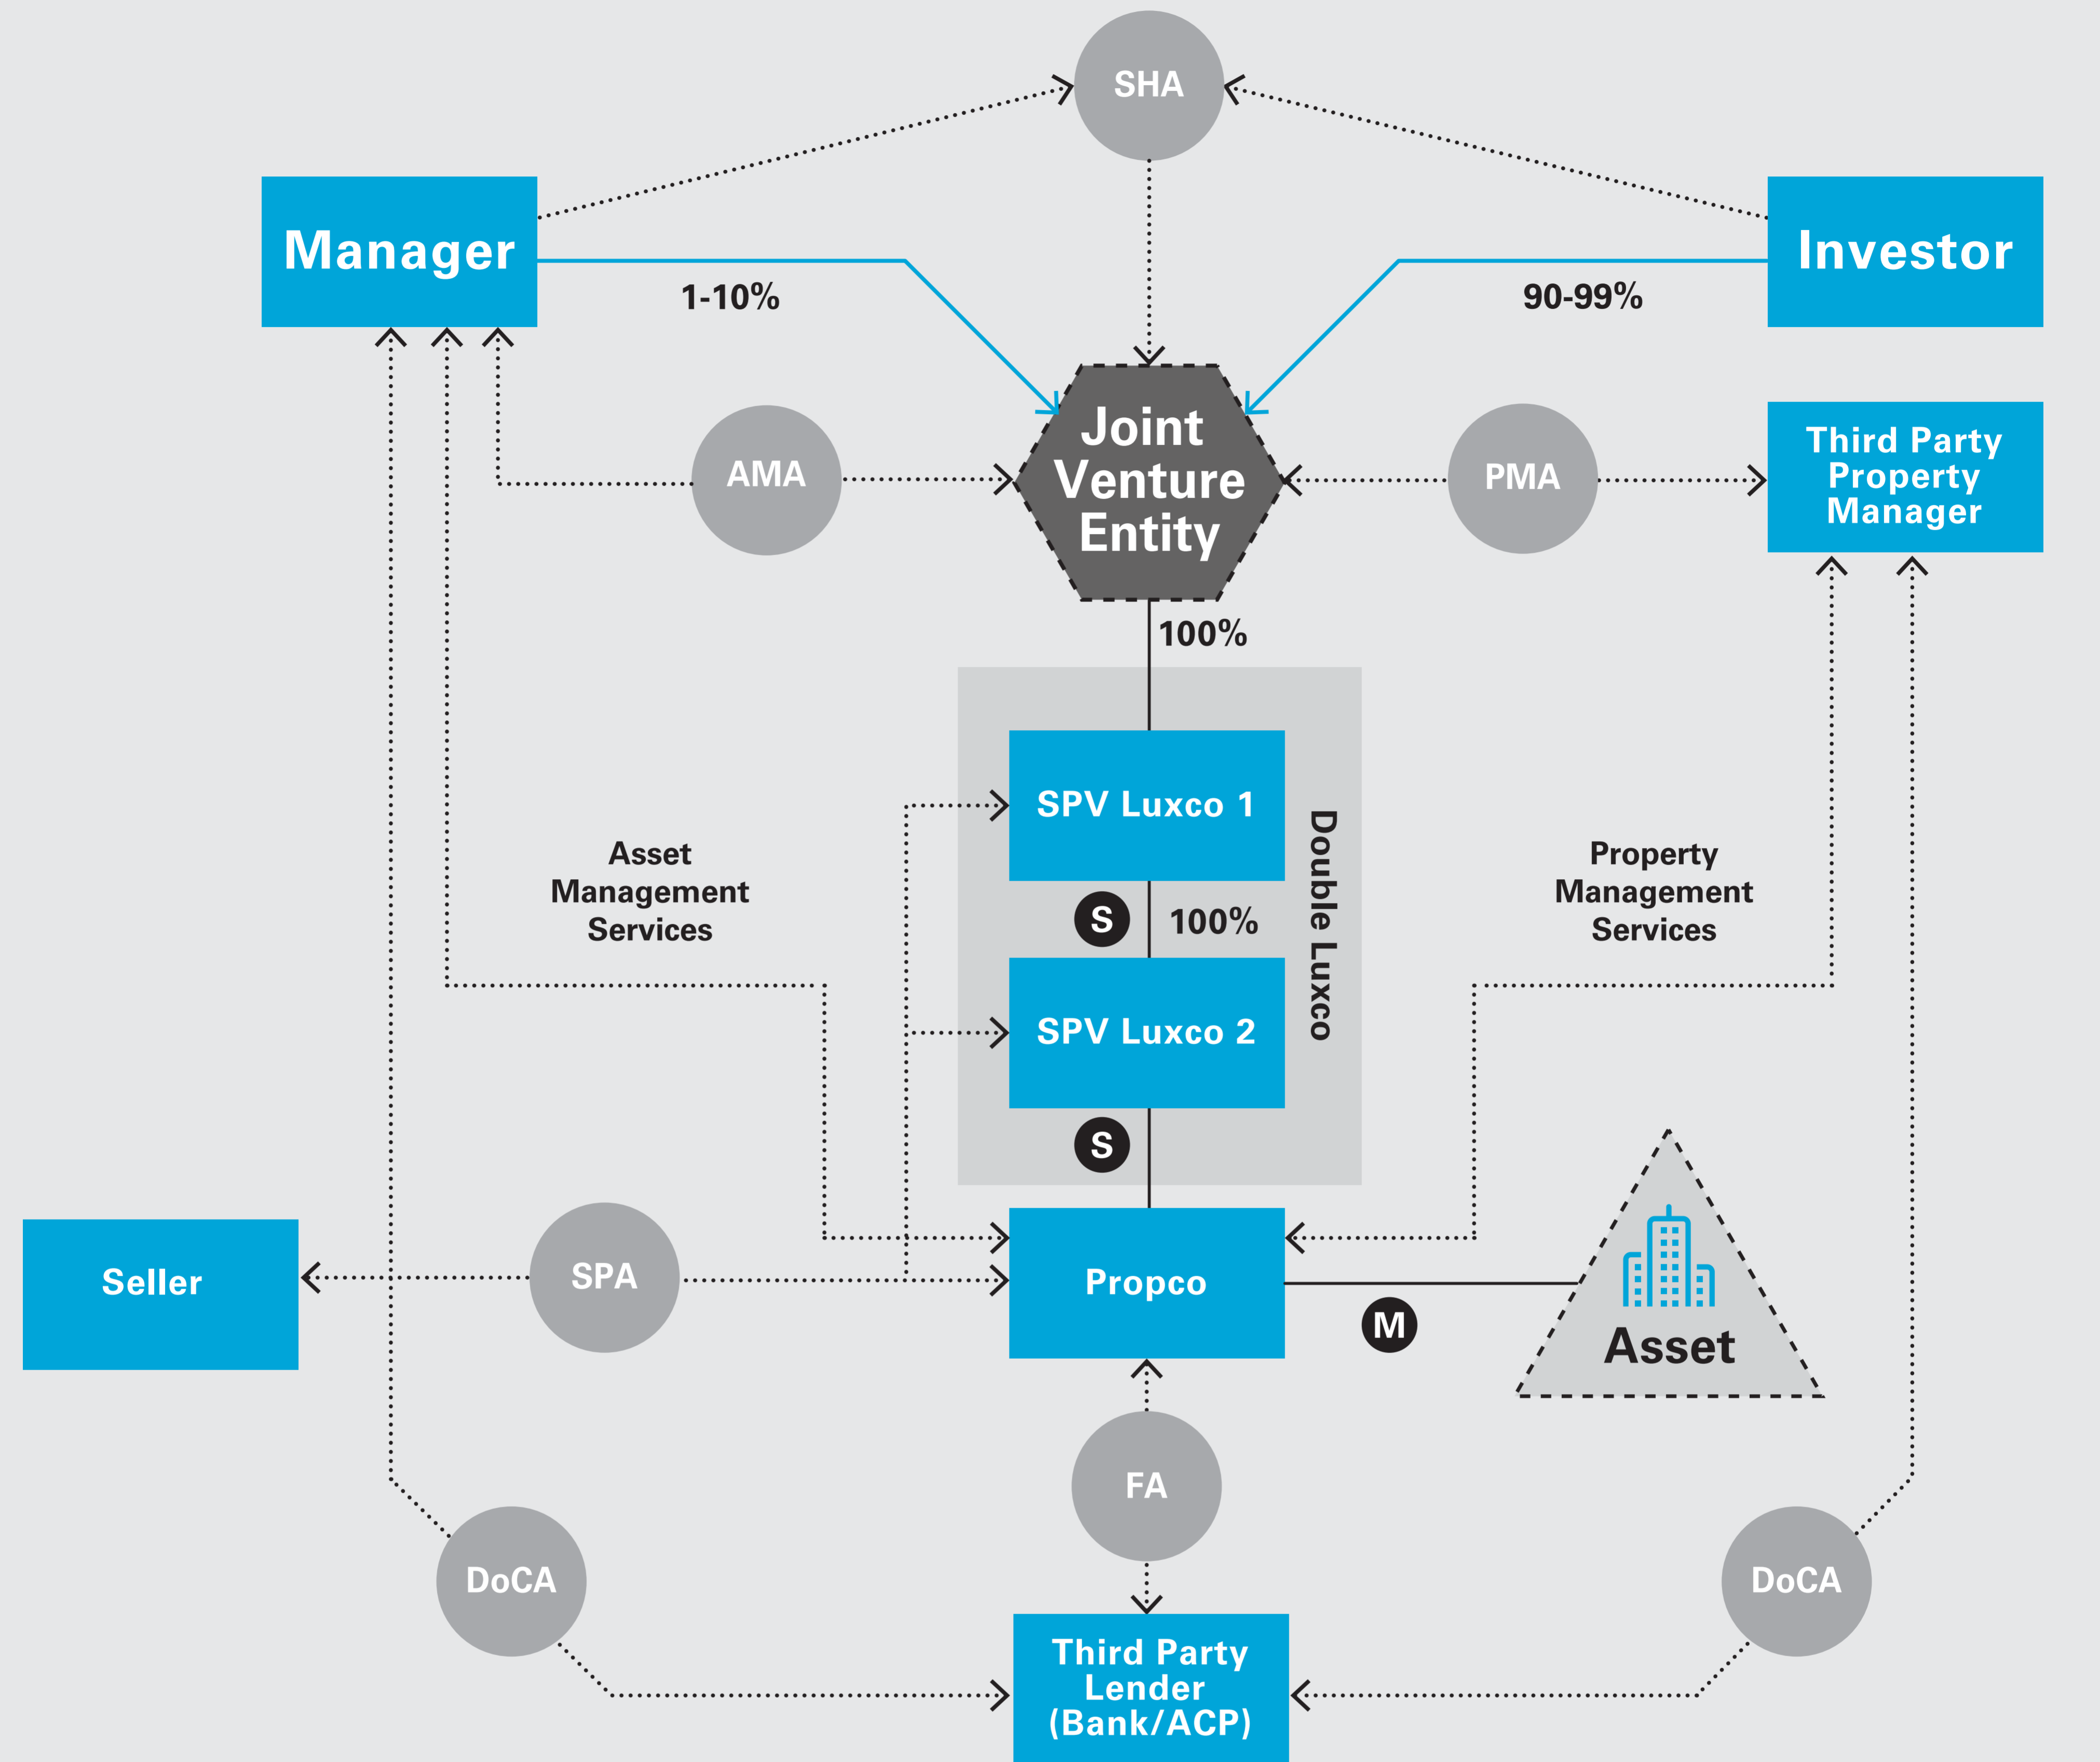 SHA
Manager
Investor
1-10%
90-99%
Joint
Venture
Entity
AMA
PMA
Third Party
Property
Manager
100%
SPV Luxco 1
Double Luxco
Asset
Management
Services
Property
Management
Services
S
100%
SPV Luxco 2
S
Seller
SPA
Propco
M
Asset
FA
DoCA
DoCA
Third Party
Lender
(Bank/ACP)